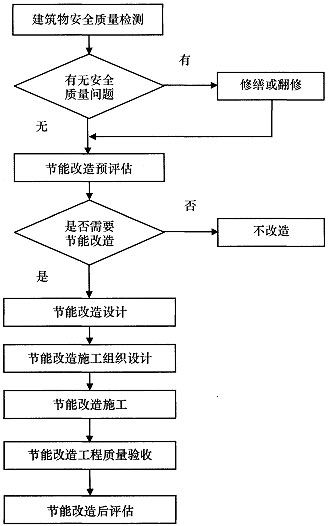 建筑物安全质量检测
有无安全
质量问题
有
修缮或翻修
无
节能改造预评估
是否需要
节能改造
否
不改造
是
节能改造设计
节能改造施工组织设计
节能改造施工
节能改造工程质量验收
节能改造后评估